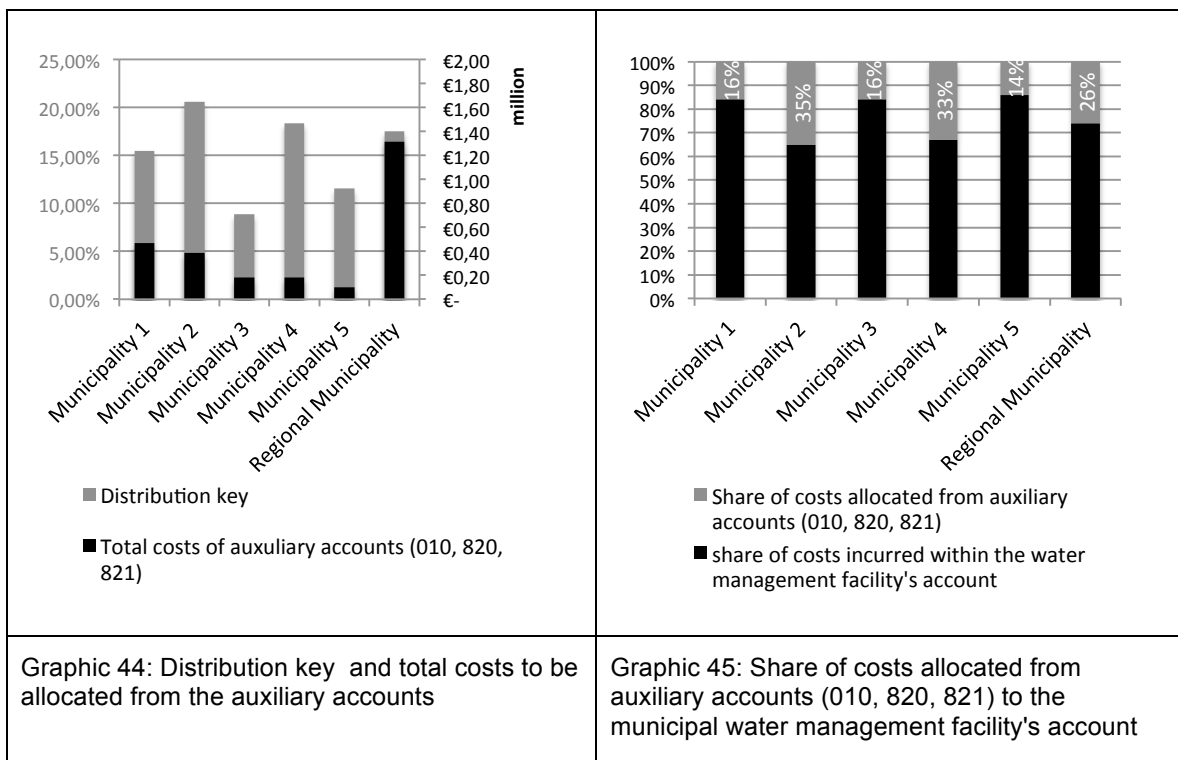 25,00%
20,00%
15,00%
10,00%
5,00%
0,00%
€2,00
€1,80
€1,60
€1,40
€1,20
€1,00
€0,80
€0,60
€0,40
€0,20
€-
million
Municipality 1
Municipality 2
Municipality 3
Municipality 4
Municipality 5
Regional Municipality
Distribution key
Total costs of auxuliary accounts (010, 820,
821)
100%
90%
80%
70%
60%
50%
40%
30%
20%
10%
0%
16%
35%
16%
33%
14%
26%
Municipality 1
Municipality 2
Municipality 3
Municipality 4
Municipality 5
Regional Municipality
Share of costs allocated from auxiliary
accounts (010, 820, 821)
share of costs incurred within the water
management facility's account
Graphic 44: Distribution key and total costs to be
allocated from the auxiliary accounts
Graphic 45: Share of costs allocated from
auxiliary accounts (010, 820, 821) to the
municipal water management facility's account